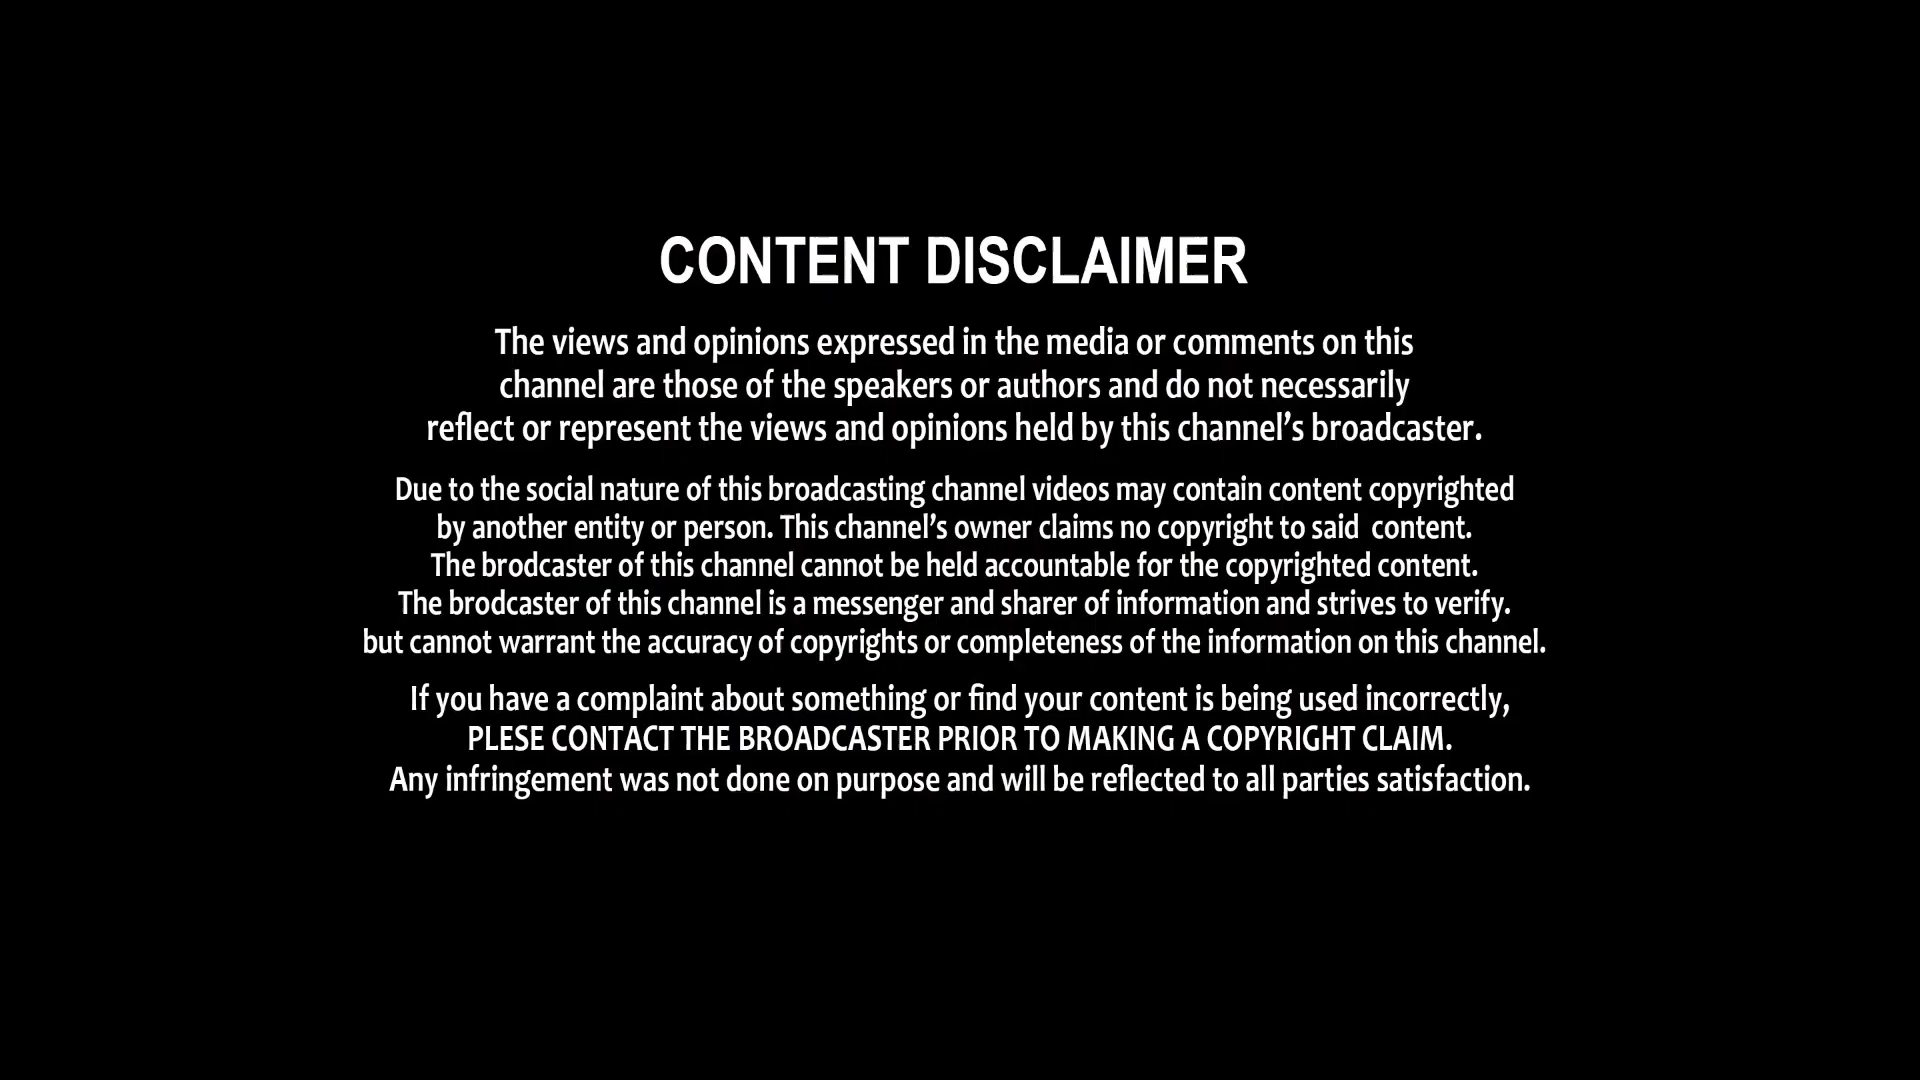 CONTENT DISCLAIMER
The views and opinions expressed in the media or comments on this
channel are those of the speakers or authors and do not necessarily
reflect or represent the views and opinions held by this channel’s broadcaster.
Due to the social nature of this broadcasting channel videos may contain content copyrighted
by another entity or person. This channel’s owner claims no copyright to said  content.
The brodcaster of this channel cannot be held accountable for the copyrighted content.
The brodcaster of this channel is a messenger and sharer of information and strives to verify.
but cannot warrant the accuracy of copyrights or completeness of the information on this channel.
If you have a complaint about something or find your content is being used incorrectly,
PLESE CONTACT THE BROADCASTER PRIOR TO MAKING A COPYRIGHT CLAIM.
Any infringement was not done on purpose and will be reflected to all parties satisfaction.